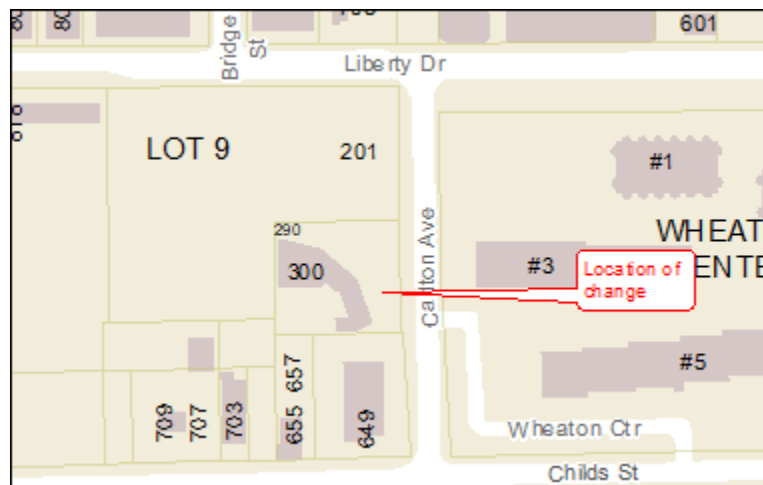 601
Bridge
St
Liberty Dr
LOT 9
201
#1
Carlton Ave
290
300
#3
Location of
change
#5
709
707
703
655
657
649
Wheaton Ctr
Childs St